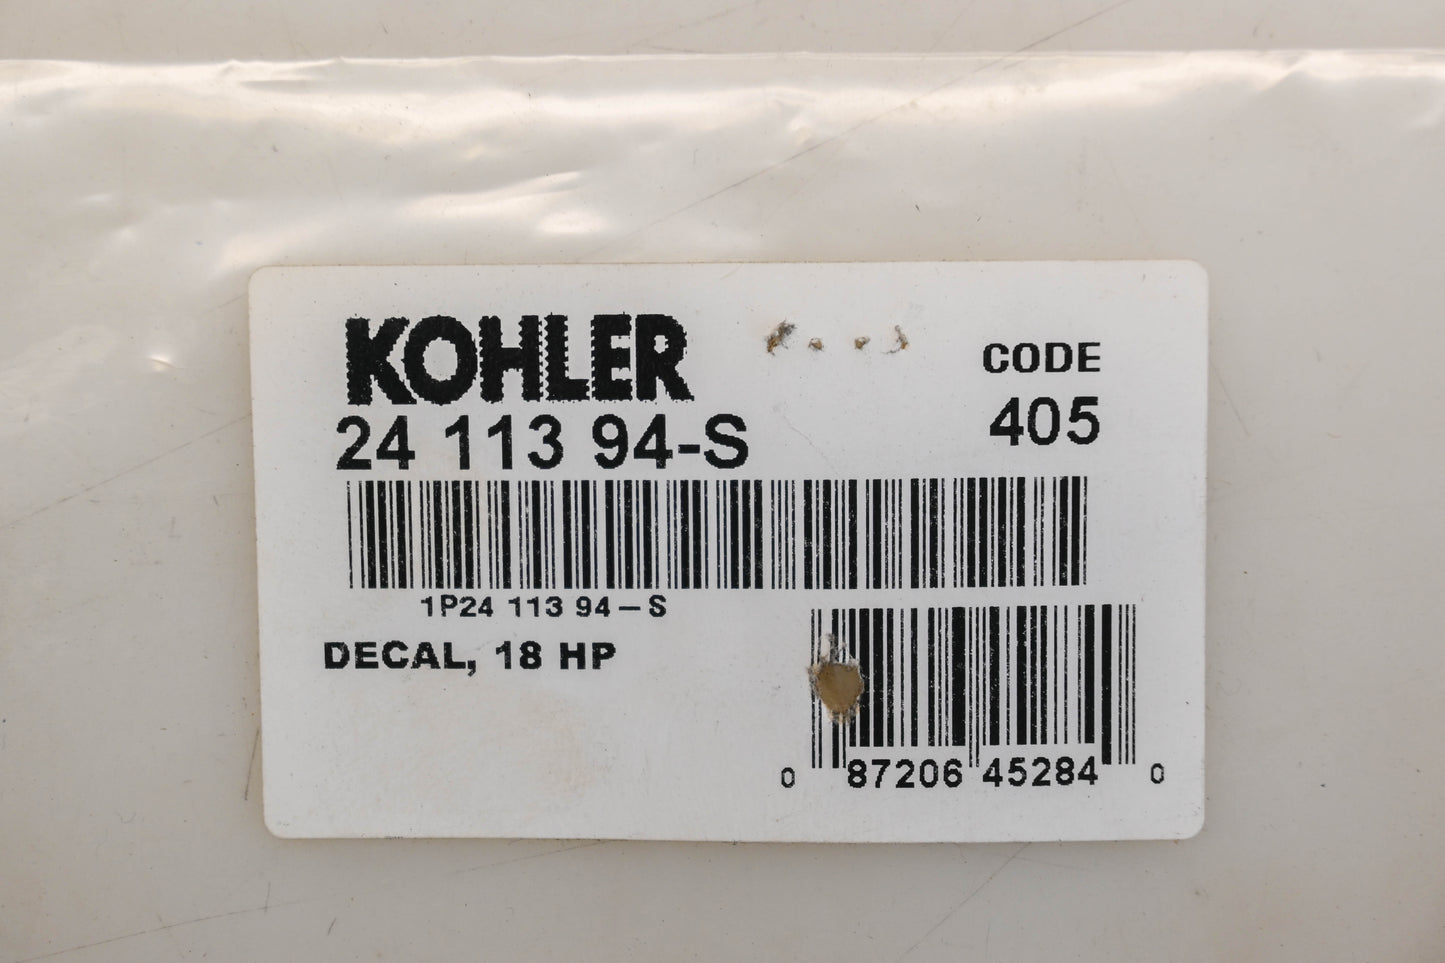 KOHLER
CODE
24 113 94-S
405
1P24 113 94-S
DECAL, 18 HP
0 87206 45284 0